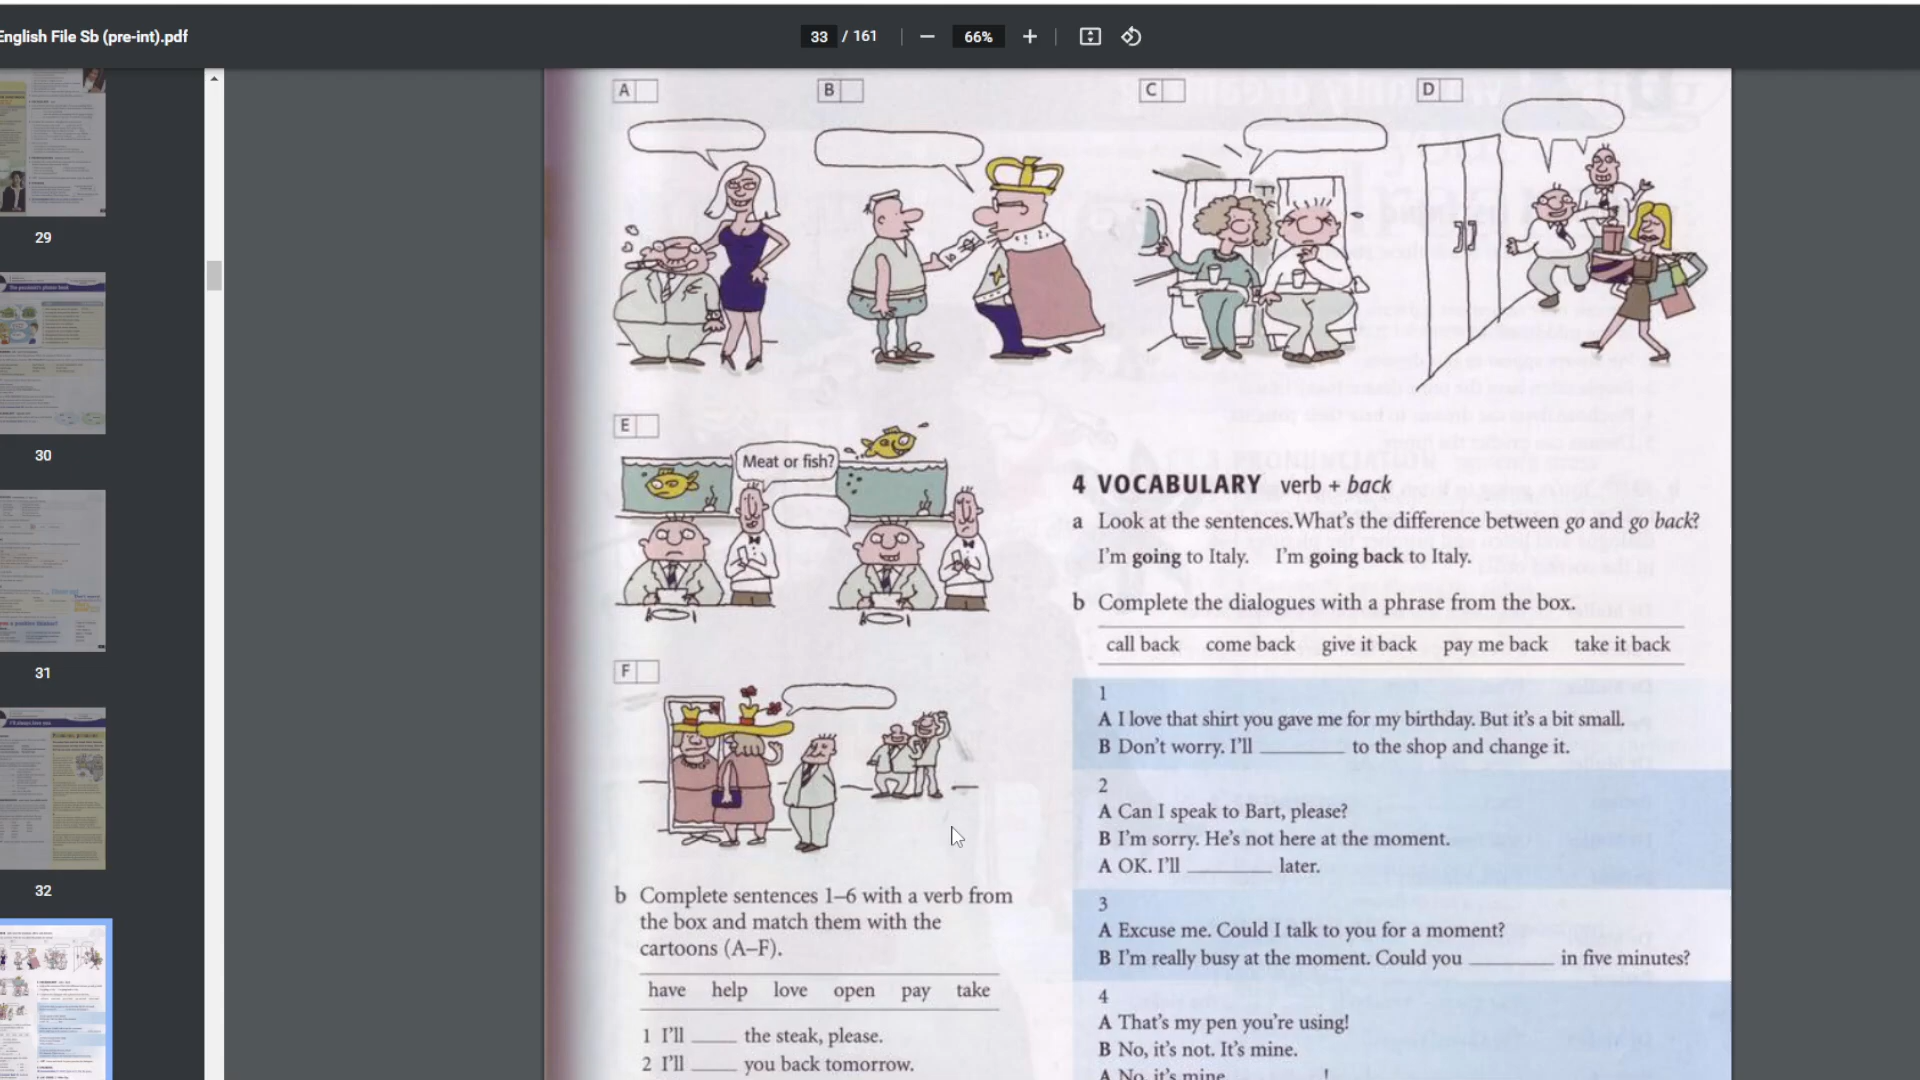 English File Sb (pre-int).pdf
33 / 161
66%
29
30
31
32
A
B
C
D
E
Meat or fish?
F
b Complete sentences 1–6 with a verb from
the box and match them with the
cartoons (A–F).
have help love open pay take
1 I'll ______ the steak, please.
2 I'll ______ you back tomorrow.
4 VOCABULARY verb + back
a Look at the sentences. What's the difference between go and go back?
I'm going to Italy. I'm going back to Italy.
b Complete the dialogues with a phrase from the box.
call back come back give it back pay me back take it back
1
A I love that shirt you gave me for my birthday. But it's a bit small.
B Don't worry. I'll ________ to the shop and change it.
2
A Can I speak to Bart, please?
B I'm sorry. He's not here at the moment.
A OK. I'll ________ later.
3
A Excuse me. Could I talk to you for a moment?
B I'm really busy at the moment. Could you ________ in five minutes?
4
A That's my pen you're using!
B No, it's not. It's mine.
A No, it's mine. ________!